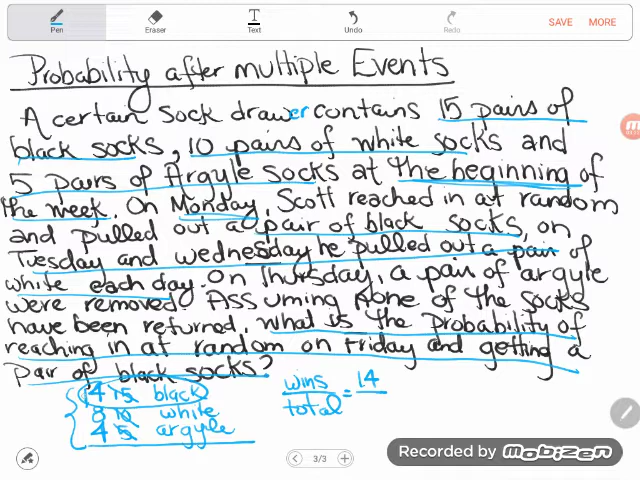 Pen Eraser Text Undo Redo SAVE MORE
Probability after multiple Events
A certain Sock drawer contains 15 pairs of
black socks, 10 pairs of white socks and
5 pairs of Argyle Socks at the beginning of
the week. On Monday, Scott reached in at random
and pulled out a pair of black socks, on
Tuesday and wednesday he pulled out a pair of
white each day. On Thursday, a pair of argyle
were removed. Assuming none of the socks
have been returned, what is the probability of
reaching in at random on Friday and getting a
pair of black socks?
14 15 black
8 10 white
4 5 argyle
wins/total = 14
3/3
Recorded by mobizen